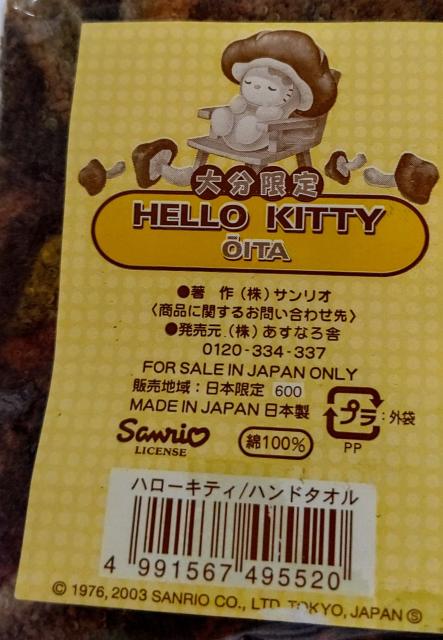 大分限定
HELLO KITTY
ŌITA
●著 作(株)サンリオ
〈商品に関するお問い合わせ先〉
●発売元(株)あすなろ舎
0120-334-337
FOR SALE IN JAPAN ONLY
販売地域:日本限定 600
MADE IN JAPAN 日本製
プラ :外袋
PP
Sanrio
LICENSE
綿100%
ハローキティ/ハンドタオル
4 991567 495520
© 1976, 2003 SANRIO CO., LTD. TOKYO, JAPAN Ⓢ